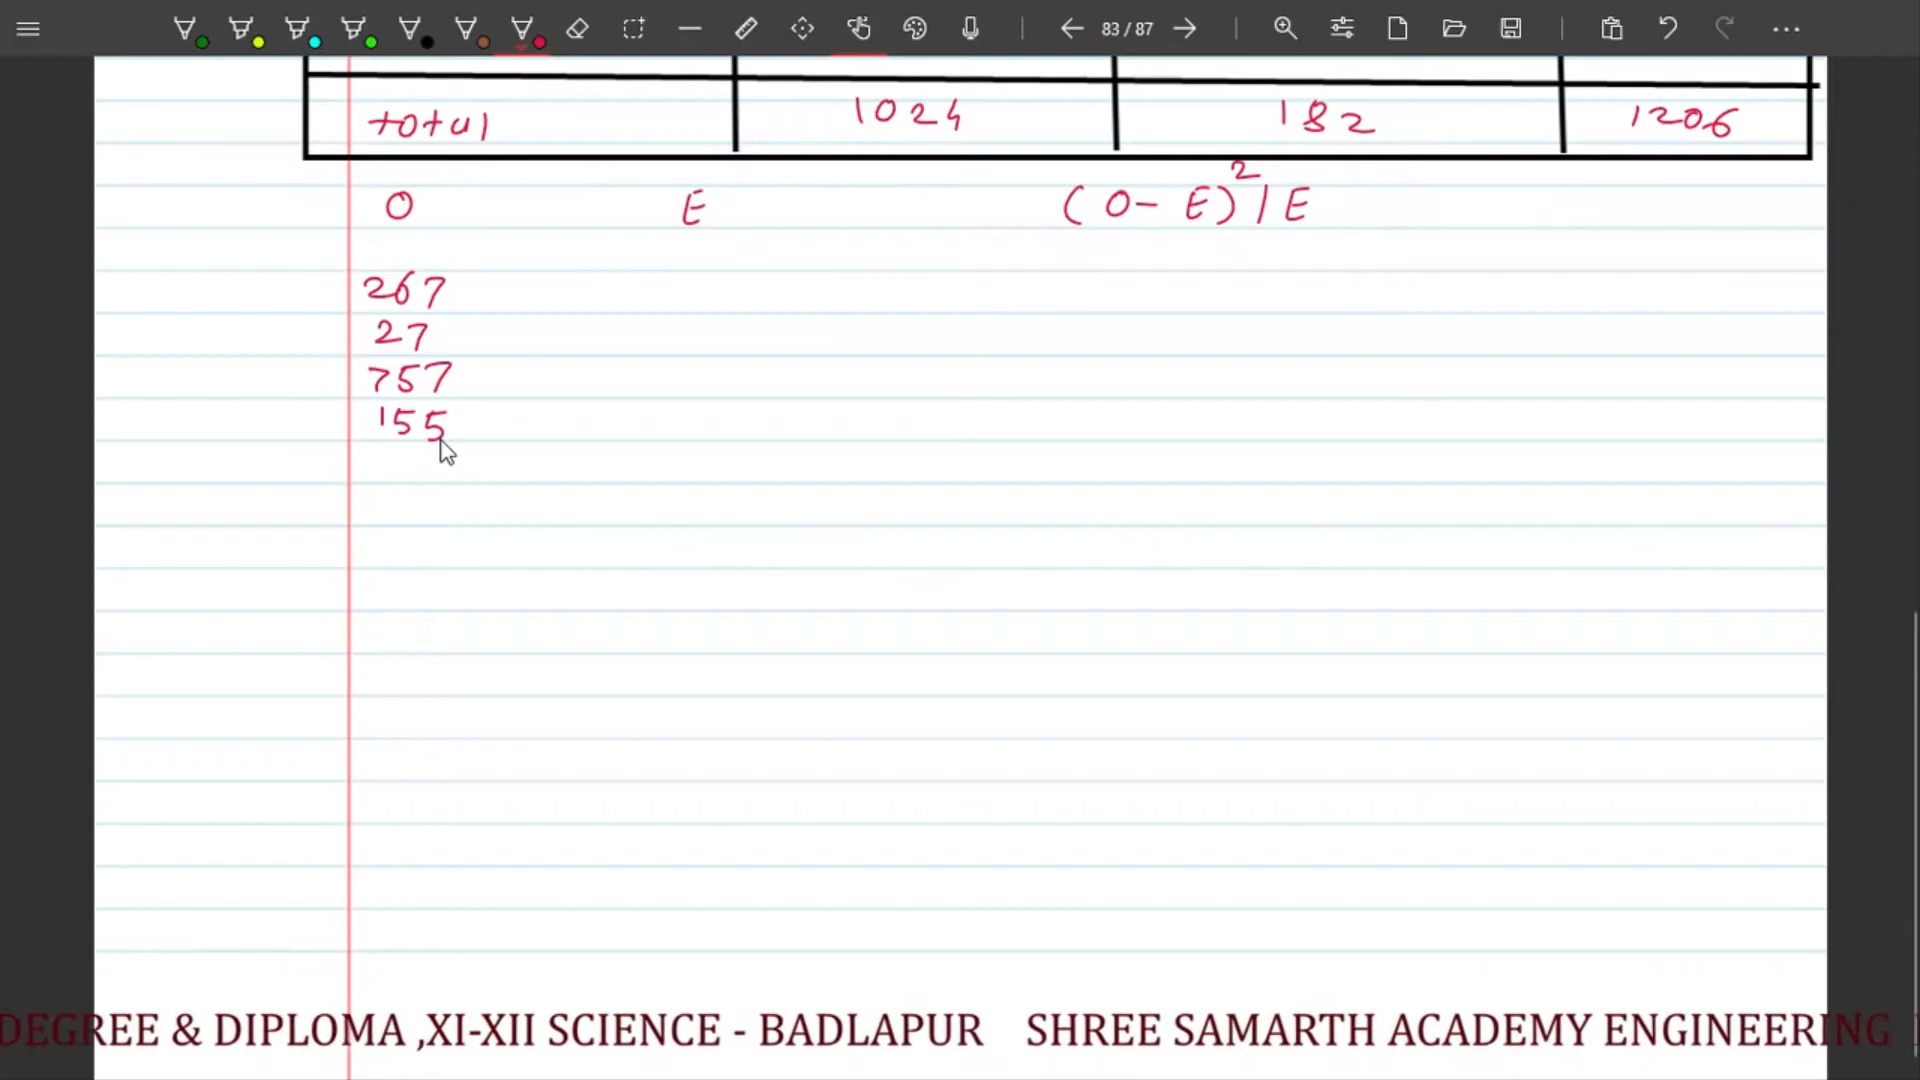 83 / 87
total 1024 182 1206
O E (O - E)² / E
267
27
757
155
DEGREE & DIPLOMA ,XI-XII SCIENCE - BADLAPUR SHREE SAMARTH ACADEMY ENGINEERING